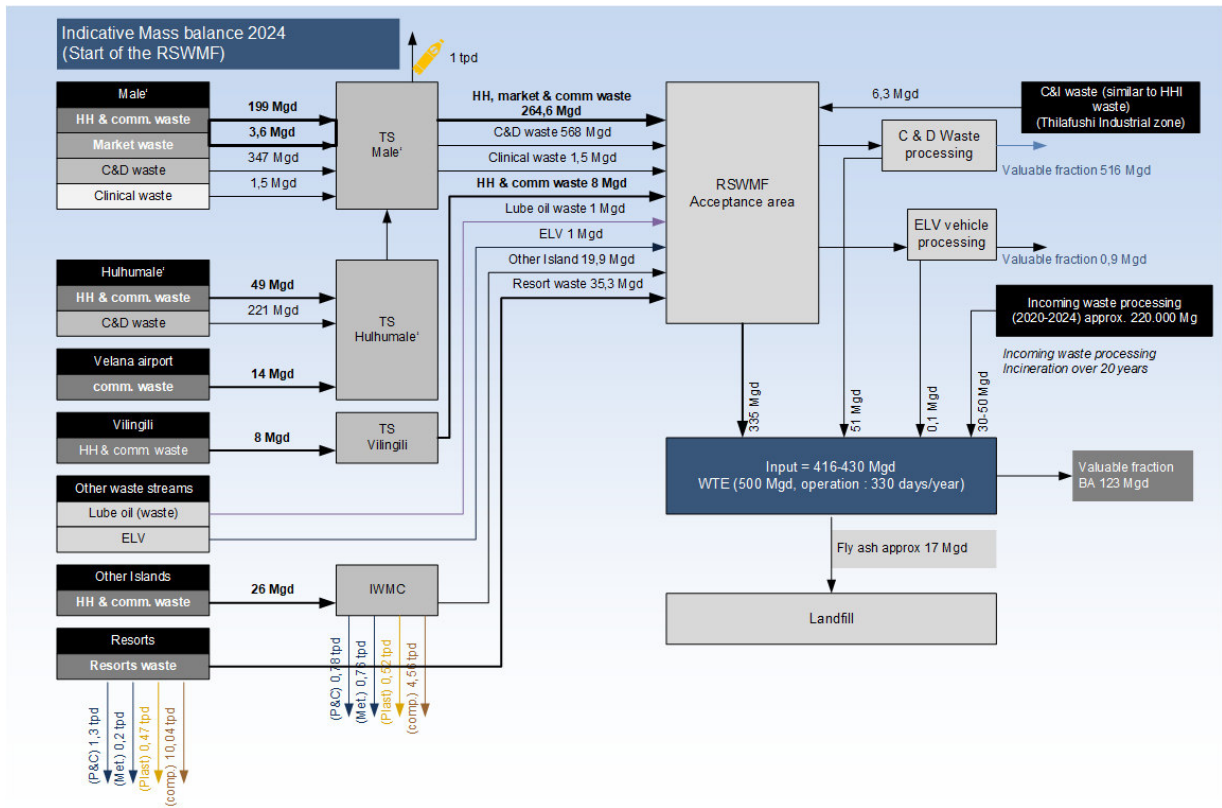 Indicative Mass balance 2024
(Start of the RSWMF)
1 tpd
Male‘
HH & comm. waste
Market waste
C&D waste
Clinical waste
199 Mgd
3,6 Mgd
347 Mgd
1,5 Mgd
TS
Male‘
HH, market & comm waste
264,6 Mgd
C&D waste 568 Mgd
Clinical waste 1,5 Mgd
HH & comm waste 8 Mgd
Lube oil waste 1 Mgd
ELV 1 Mgd
Other Island 19,9 Mgd
Resort waste 35,3 Mgd
RSWMF
Acceptance area
6,3 Mgd
C&I waste (similar to HHI
waste)
(Thilafushi Industrial zone)
C & D Waste
processing
Valuable fraction 516 Mgd
ELV vehicle
processing
Valuable fraction 0,9 Mgd
Incoming waste processing
(2020-2024) approx. 220.000 Mg
Incoming waste processing
Incineration over 20 years
Hulhumale‘
HH & comm. waste
C&D waste
49 Mgd
221 Mgd
TS
Hulhumale‘
Velana airport
comm. waste
14 Mgd
Vilingili
HH & comm. waste
8 Mgd
TS
Vilingili
335 Mgd
51 Mgd
0,1 Mgd
30-50 Mgd
Input = 416-430 Mgd
WTE (500 Mgd, operation : 330 days/year)
Valuable fraction
BA 123 Mgd
Other waste streams
Lube oil (waste)
ELV
Fly ash approx 17 Mgd
Other Islands
HH & comm. waste
26 Mgd
IWMC
Landfill
Resorts
Resorts waste
(P&C) 0,78 tpd
(Met.) 0,76 tpd
(Plast) 0,52 tpd
(comp.) 4,56 tpd
(P&C) 1,3 tpd
(Met.) 0,2 tpd
(Plast) 0,47 tpd
(comp.) 10,04 tpd